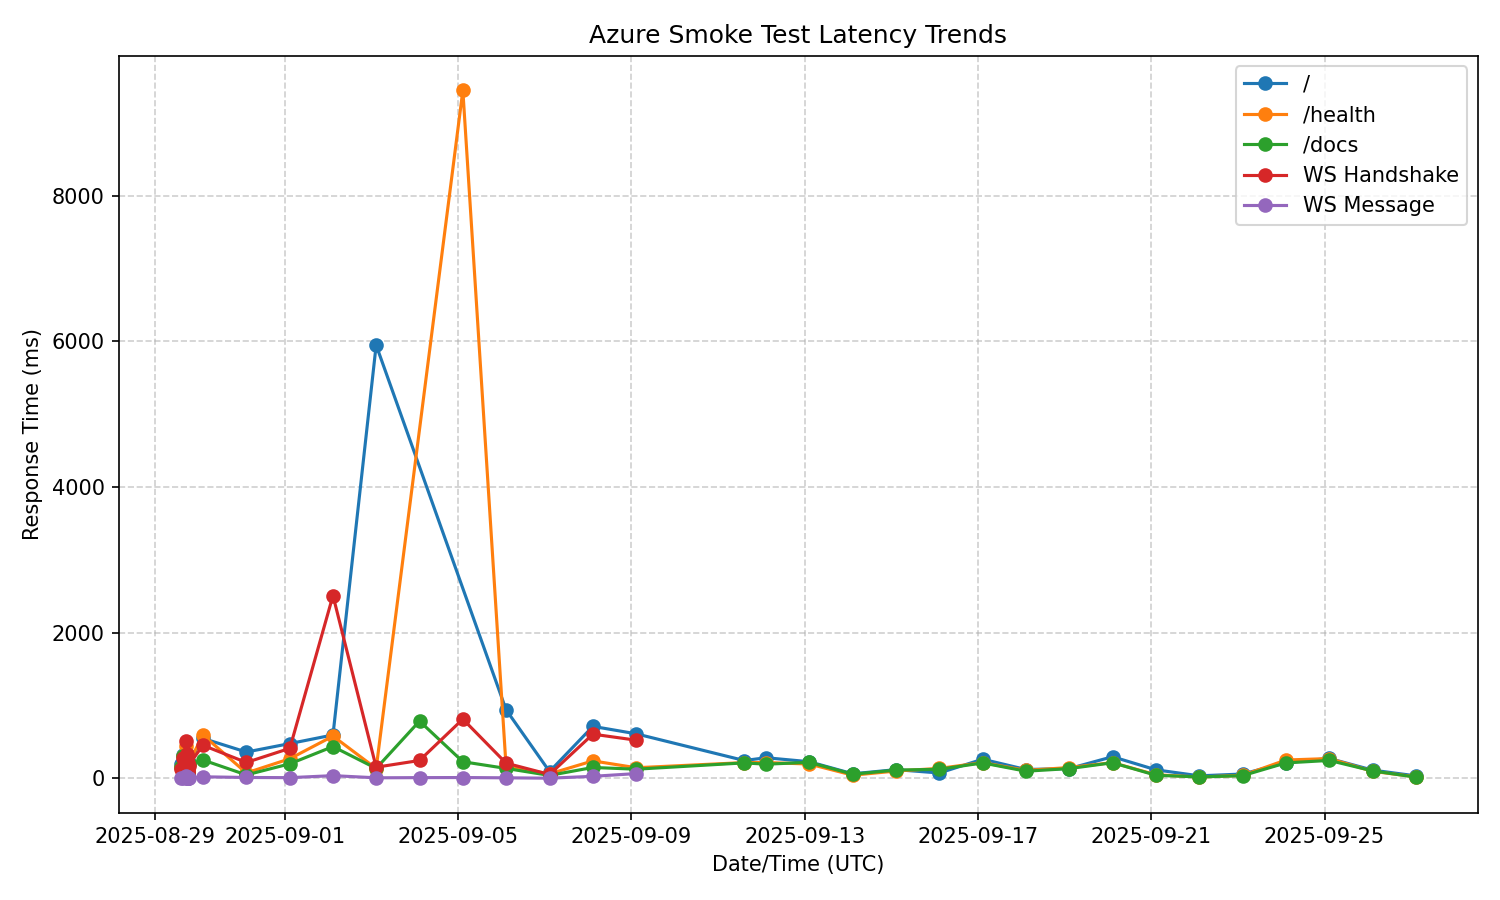 Azure Smoke Test Latency Trends
/
/health
/docs
WS Handshake
WS Message
Response Time (ms)
8000
6000
4000
2000
0
2025-08-29 2025-09-01 2025-09-05 2025-09-09 2025-09-13 2025-09-17 2025-09-21 2025-09-25
Date/Time (UTC)